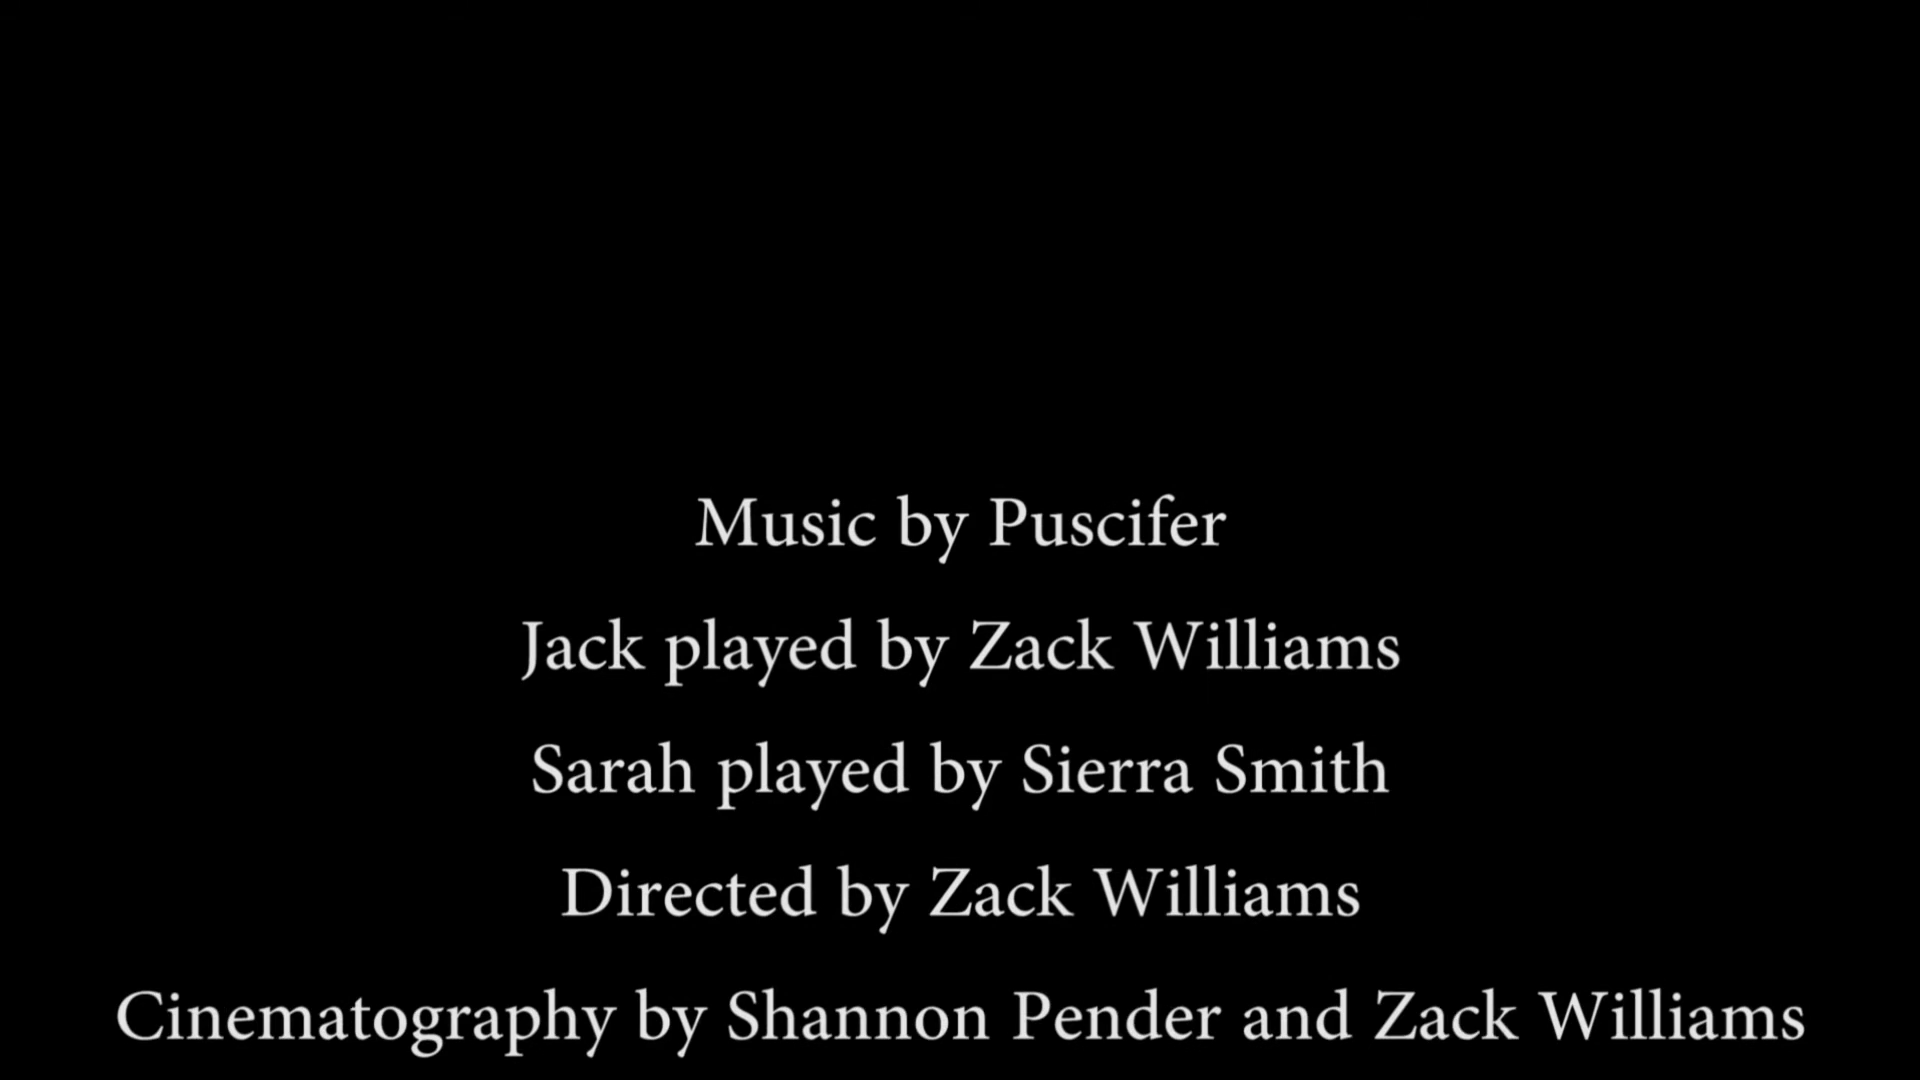 Music by Puscifer
Jack played by Zack Williams
Sarah played by Sierra Smith
Directed by Zack Williams
Cinematography by Shannon Pender and Zack Williams